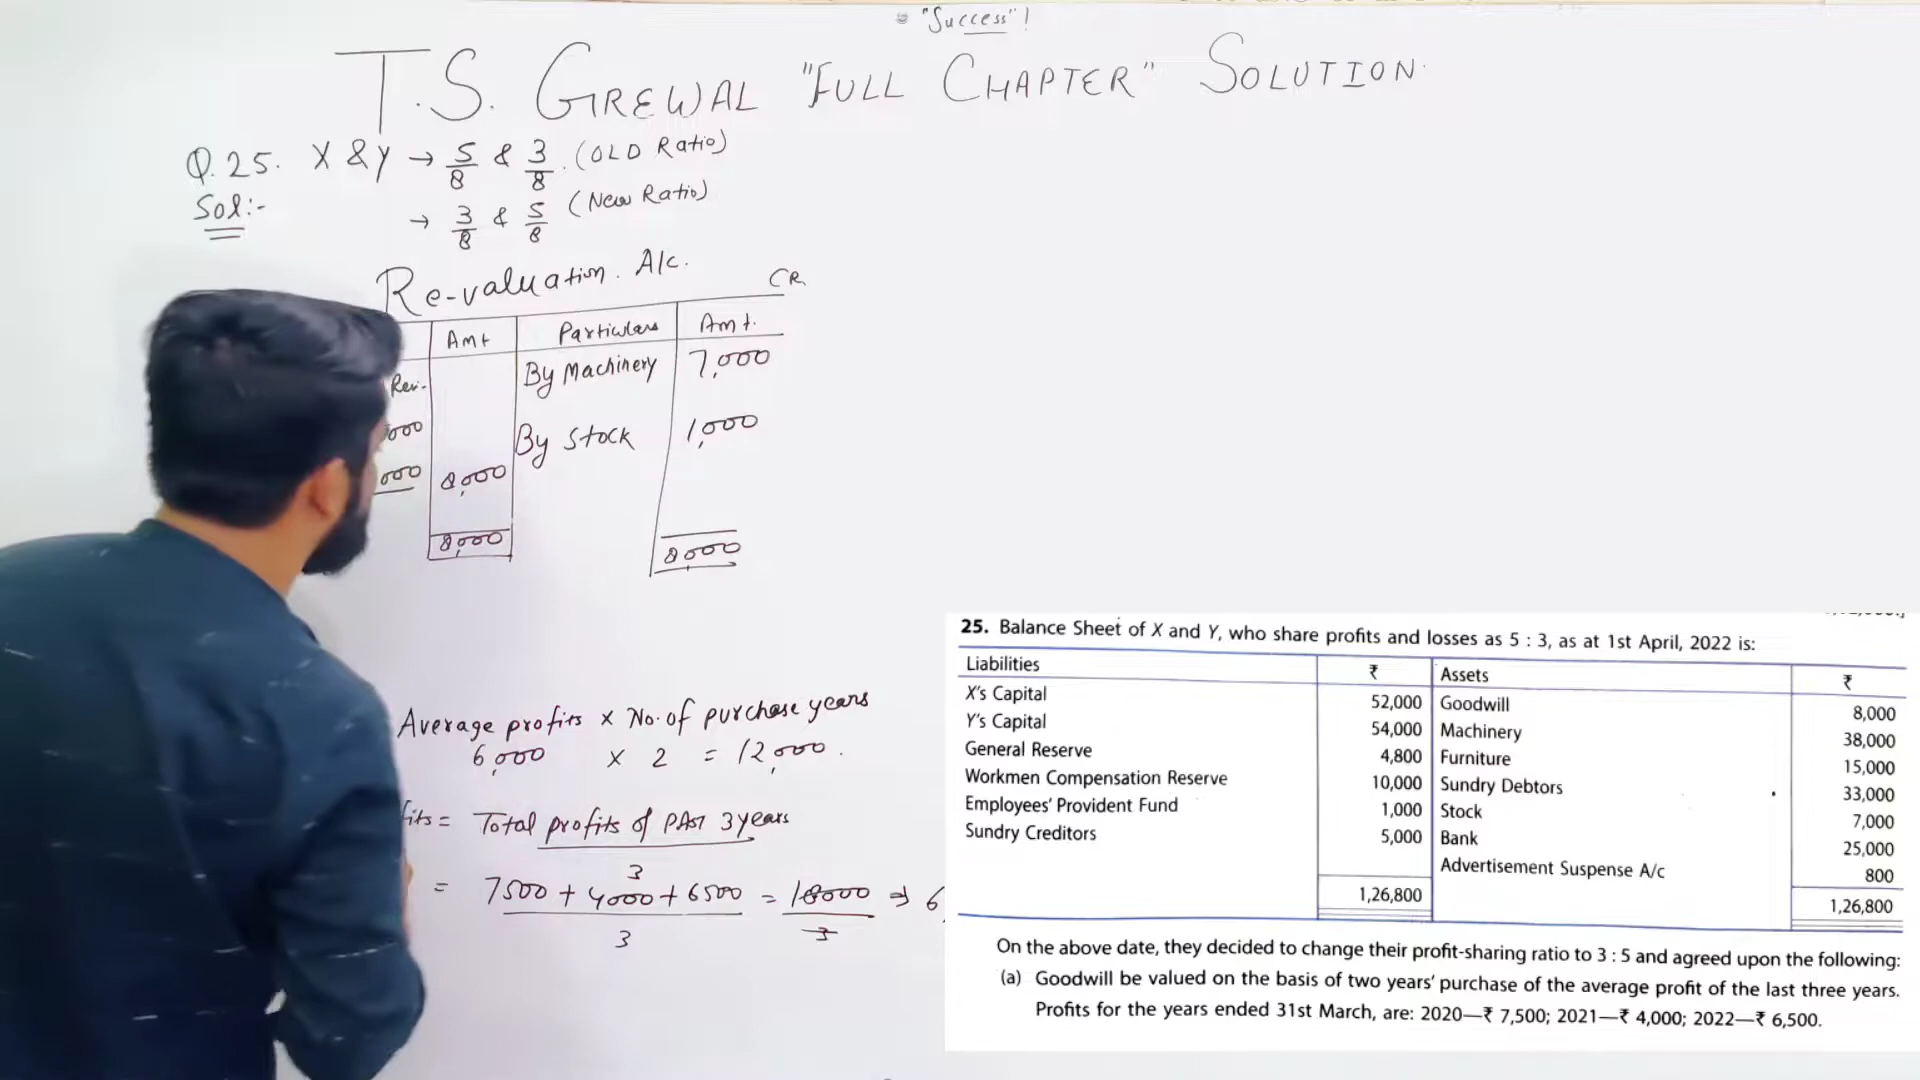 "Success"!
T.S. GREWAL "FULL CHAPTER" SOLUTION
Q.25. X & Y → 5/8 & 3/8 (OLD Ratio)
Sol:-
→ 3/8 & 5/8 (New Ratio)
Re-valuation. A/c.
CR.
Amt Particulars Amt.
By Machinery 7,000
Rev.
000 By Stock 1,000
000 8,000
8,000 8,000
Average profits × No. of purchase years
6,000 × 2 = 12,000.
fits = Total profits of PAST 3 years
3
= 7500 + 4000 + 6500 = 18000 ⇒ 6,
3 3
25. Balance Sheet of X and Y, who share profits and losses as 5 : 3, as at 1st April, 2022 is:
Liabilities ₹ Assets ₹
X's Capital 52,000 Goodwill 8,000
Y's Capital 54,000 Machinery 38,000
General Reserve 4,800 Furniture 15,000
Workmen Compensation Reserve 10,000 Sundry Debtors 33,000
Employees' Provident Fund 1,000 Stock 7,000
Sundry Creditors 5,000 Bank 25,000
Advertisement Suspense A/c 800
1,26,800 1,26,800
On the above date, they decided to change their profit-sharing ratio to 3 : 5 and agreed upon the following:
(a) Goodwill be valued on the basis of two years' purchase of the average profit of the last three years.
Profits for the years ended 31st March, are: 2020—₹ 7,500; 2021—₹ 4,000; 2022—₹ 6,500.